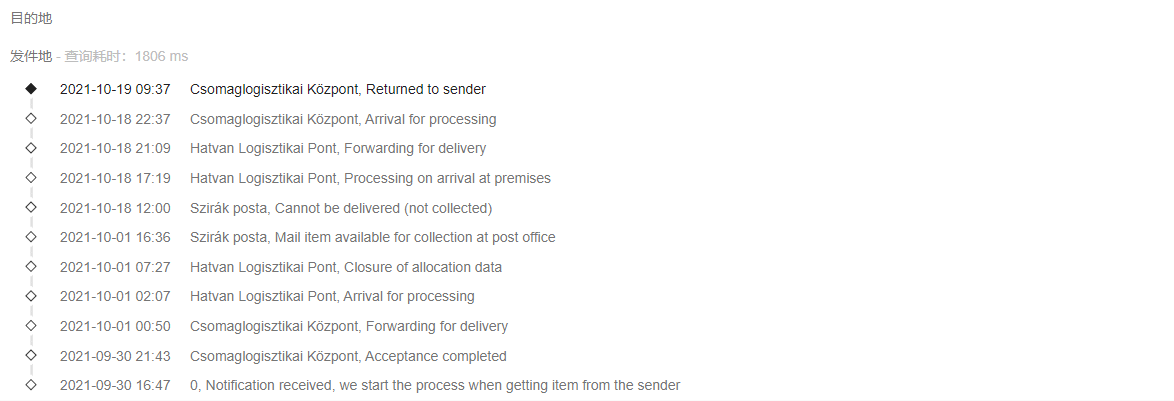 目的地
发件地 - 查询耗时：1806 ms
2021-10-19 09:37 Csomaglogisztikai Központ, Returned to sender
2021-10-18 22:37 Csomaglogisztikai Központ, Arrival for processing
2021-10-18 21:09 Hatvan Logisztikai Pont, Forwarding for delivery
2021-10-18 17:19 Hatvan Logisztikai Pont, Processing on arrival at premises
2021-10-18 12:00 Szirák posta, Cannot be delivered (not collected)
2021-10-01 16:36 Szirák posta, Mail item available for collection at post office
2021-10-01 07:27 Hatvan Logisztikai Pont, Closure of allocation data
2021-10-01 02:07 Hatvan Logisztikai Pont, Arrival for processing
2021-10-01 00:50 Csomaglogisztikai Központ, Forwarding for delivery
2021-09-30 21:43 Csomaglogisztikai Központ, Acceptance completed
2021-09-30 16:47 0, Notification received, we start the process when getting item from the sender